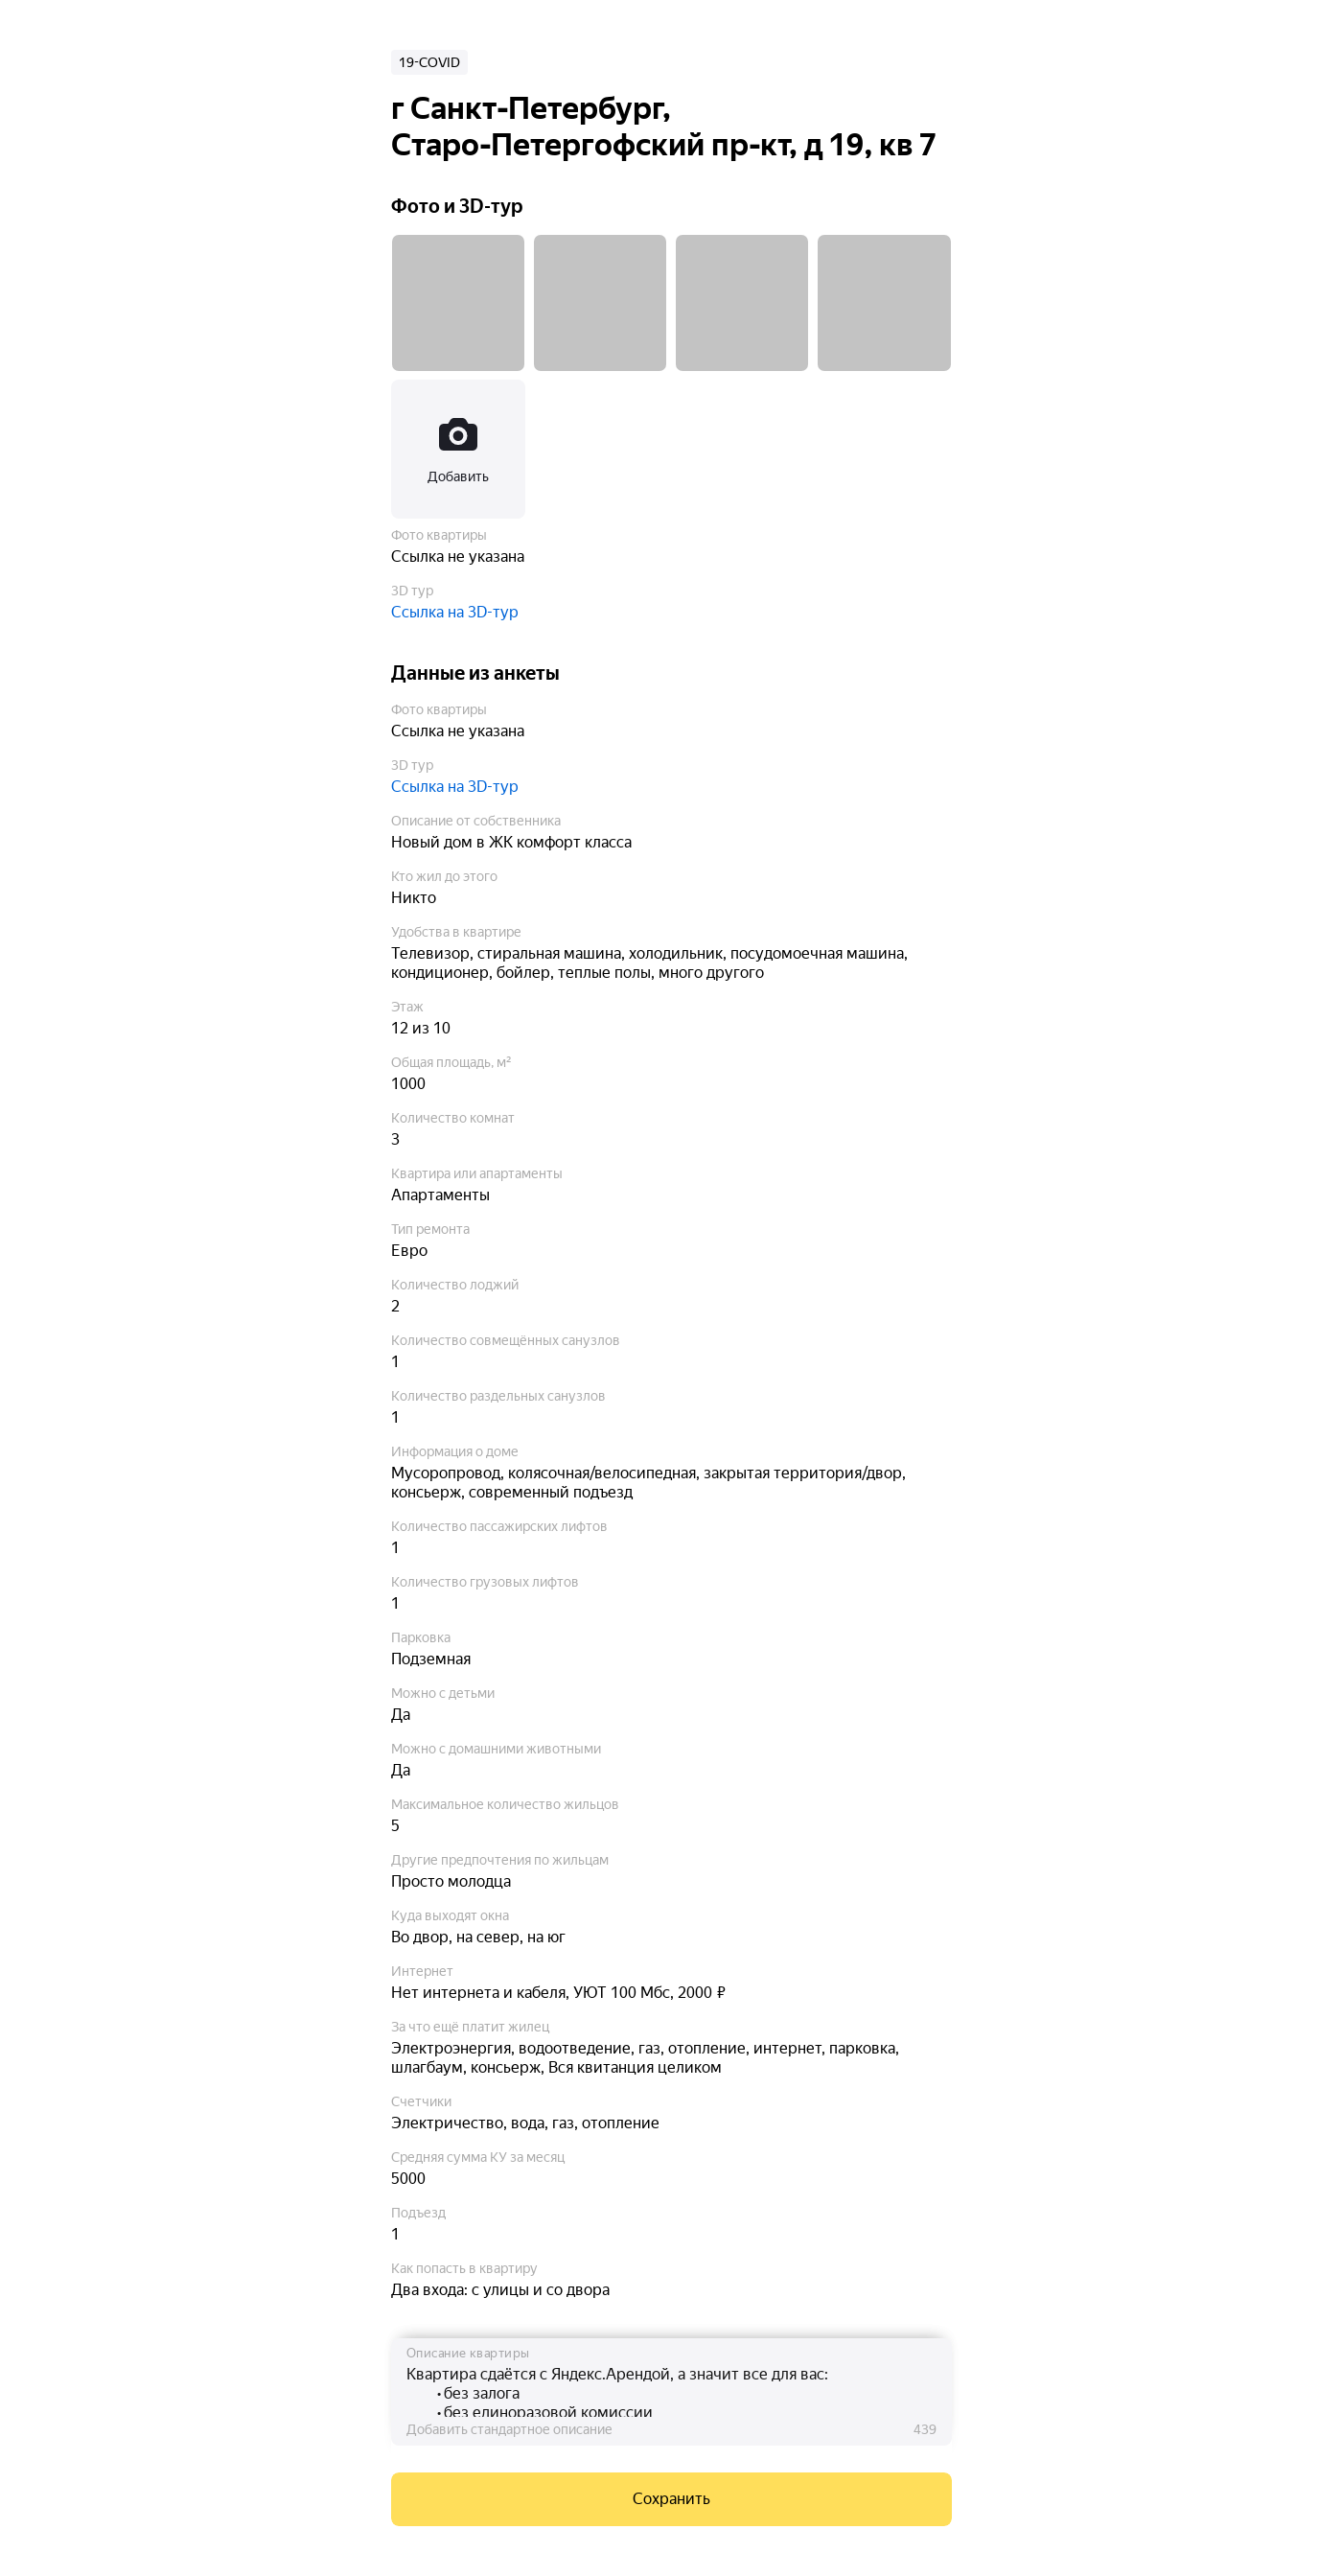 19-COVID
г Санкт-Петербург,
Старо-Петергофский пр-кт, д 19, кв 7
Фото и 3D-тур
Добавить
Фото квартиры
Ссылка не указана
3D тур
Ссылка на 3D-тур
Данные из анкеты
Фото квартиры
Ссылка не указана
3D тур
Ссылка на 3D-тур
Описание от собственника
Новый дом в ЖК комфорт класса
Кто жил до этого
Никто
Удобства в квартире
Телевизор, стиральная машина, холодильник, посудомоечная машина,
кондиционер, бойлер, теплые полы, много другого
Этаж
12 из 10
Общая площадь, м²
1000
Количество комнат
3
Квартира или апартаменты
Апартаменты
Тип ремонта
Евро
Количество лоджий
2
Количество совмещённых санузлов
1
Количество раздельных санузлов
1
Информация о доме
Мусоропровод, колясочная/велосипедная, закрытая территория/двор,
консьерж, современный подъезд
Количество пассажирских лифтов
1
Количество грузовых лифтов
1
Парковка
Подземная
Можно с детьми
Да
Можно с домашними животными
Да
Максимальное количество жильцов
5
Другие предпочтения по жильцам
Просто молодца
Куда выходят окна
Во двор, на север, на юг
Интернет
Нет интернета и кабеля, УЮТ 100 Мбс, 2000 ₽
За что ещё платит жилец
Электроэнергия, водоотведение, газ, отопление, интернет, парковка,
шлагбаум, консьерж, Вся квитанция целиком
Счетчики
Электричество, вода, газ, отопление
Средняя сумма КУ за месяц
5000
Подъезд
1
Как попасть в квартиру
Два входа: с улицы и со двора
Описание квартиры
Квартира сдаётся с Яндекс.Арендой, а значит все для вас:
• без залога
• без единоразовой комиссии
Добавить стандартное описание 439
Сохранить